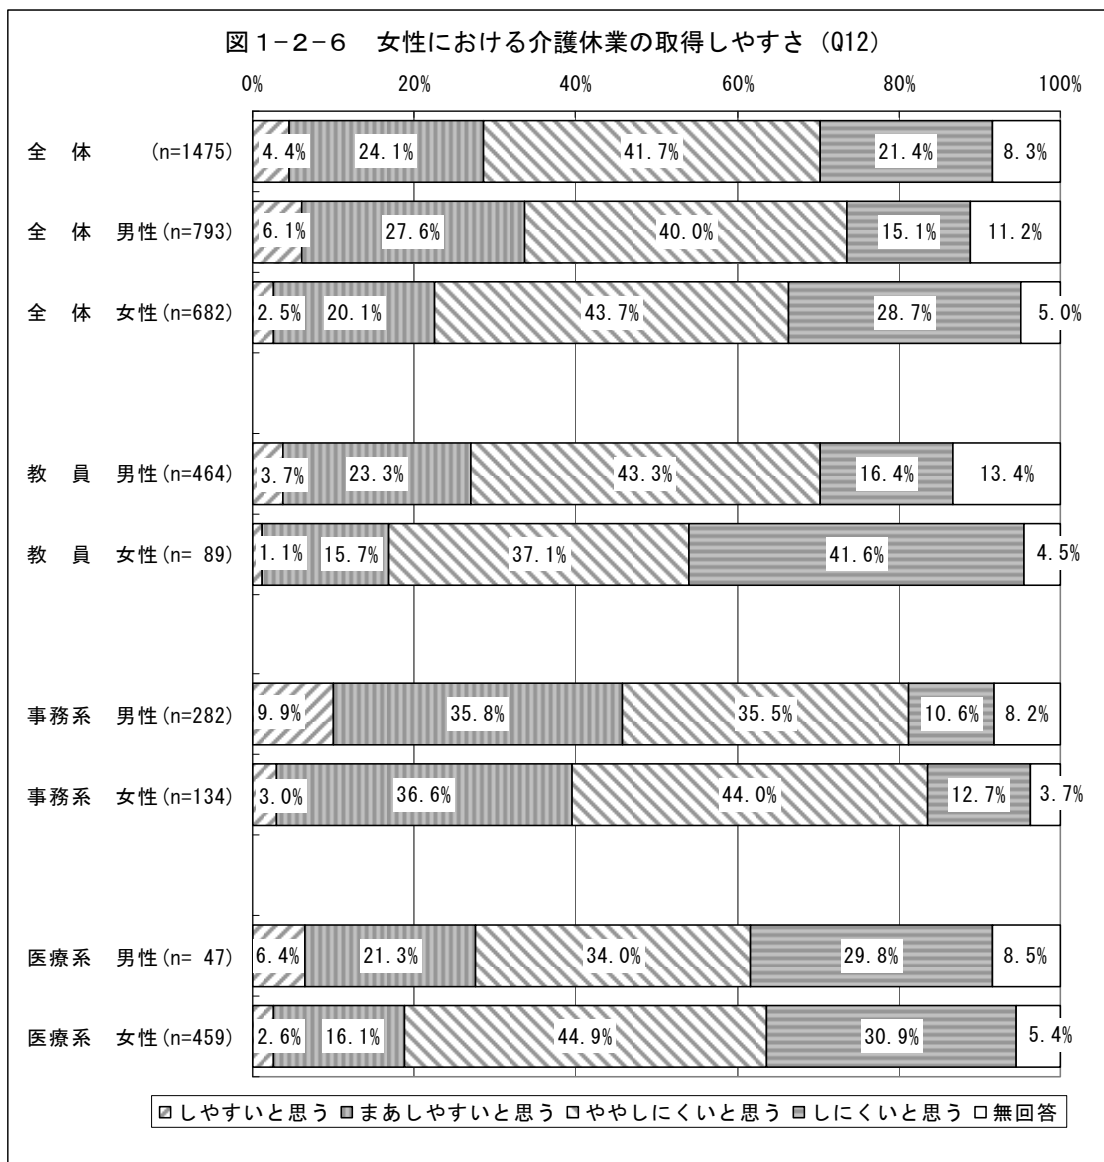 図１−２−６　女性における介護休業の取得しやすさ（Q12）
0% 20% 40% 60% 80% 100%
全　体　　(n=1475) 4.4% 24.1% 41.7% 21.4% 8.3%
全　体　男性(n=793) 6.1% 27.6% 40.0% 15.1% 11.2%
全　体　女性(n=682) 2.5% 20.1% 43.7% 28.7% 5.0%
教　員　男性(n=464) 3.7% 23.3% 43.3% 16.4% 13.4%
教　員　女性(n= 89) 1.1% 15.7% 37.1% 41.6% 4.5%
事務系　男性(n=282) 9.9% 35.8% 35.5% 10.6% 8.2%
事務系　女性(n=134) 3.0% 36.6% 44.0% 12.7% 3.7%
医療系　男性(n= 47) 6.4% 21.3% 34.0% 29.8% 8.5%
医療系　女性(n=459) 2.6% 16.1% 44.9% 30.9% 5.4%
しやすいと思う まあしやすいと思う ややしにくいと思う しにくいと思う 無回答